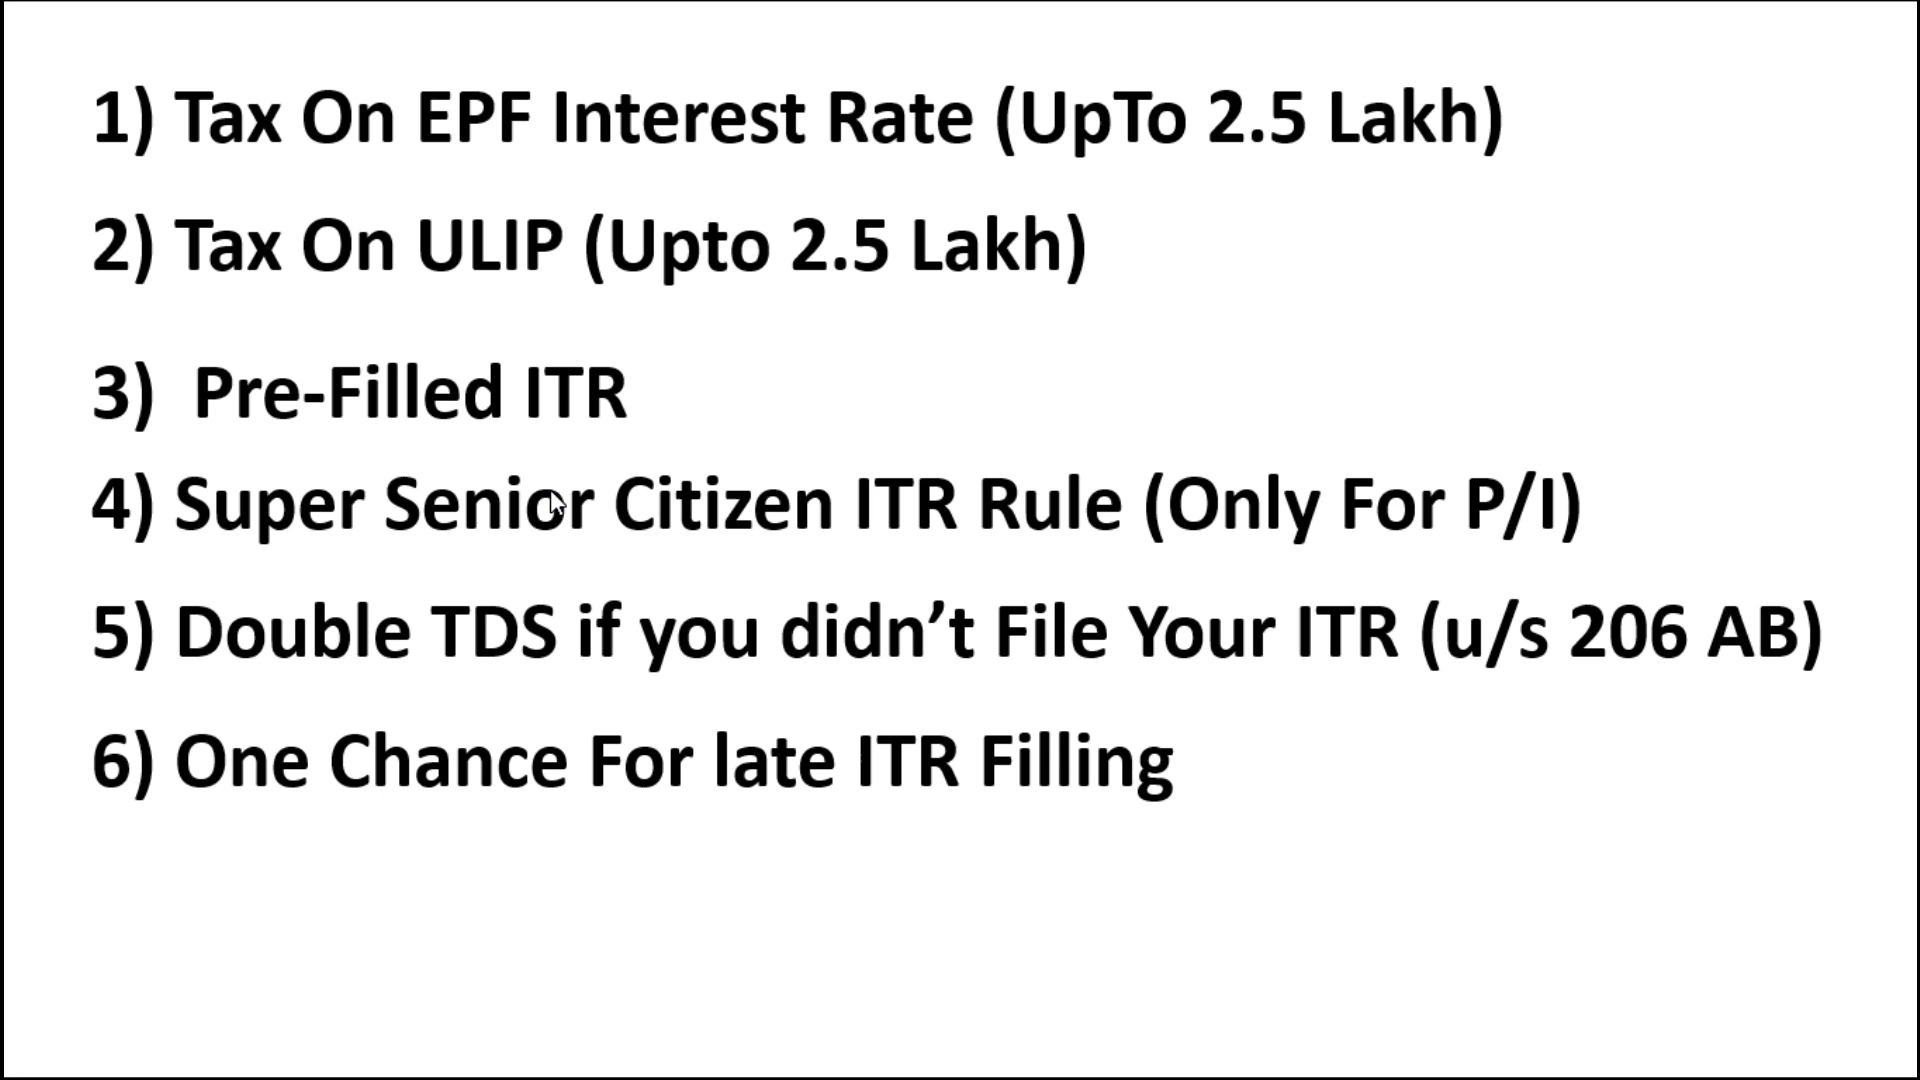 1) Tax On EPF Interest Rate (UpTo 2.5 Lakh)
2) Tax On ULIP (Upto 2.5 Lakh)
3) Pre-Filled ITR
4) Super Senior Citizen ITR Rule (Only For P/I)
5) Double TDS if you didn’t File Your ITR (u/s 206 AB)
6) One Chance For late ITR Filling